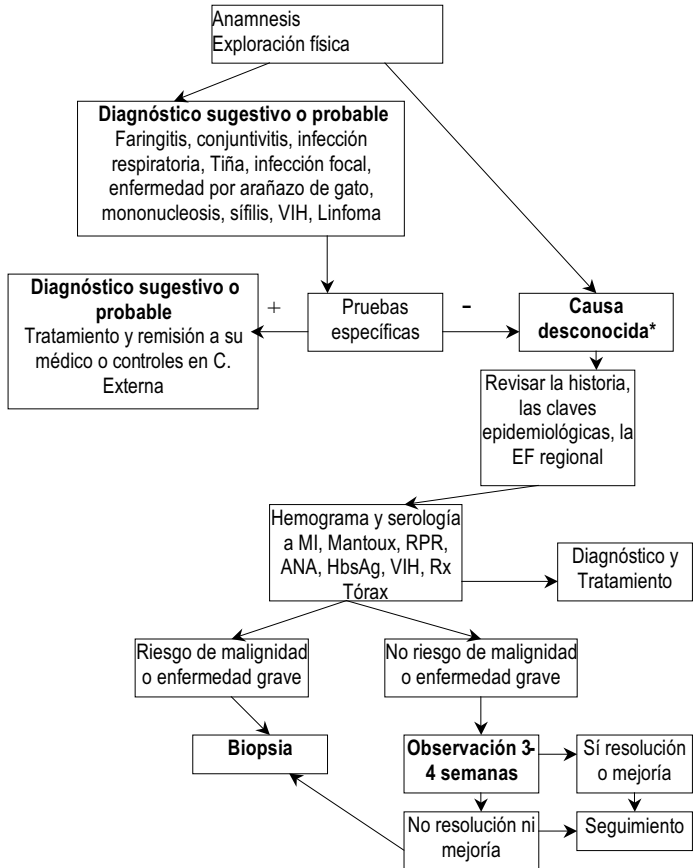 Anamnesis
Exploración física
Diagnóstico sugestivo o probable
Faringitis, conjuntivitis, infección
respiratoria, Tiña, infección focal,
enfermedad por arañazo de gato,
mononucleosis, sífilis, VIH, Linfoma
Diagnóstico sugestivo o
probable
Tratamiento y remisión a su
médico o controles en C.
Externa
+
Pruebas
específicas
-
Causa
desconocida*
Revisar la historia,
las claves
epidemiológicas, la
EF regional
Hemograma y serología
a MI, Mantoux, RPR,
ANA, HbsAg, VIH, Rx
Tórax
Diagnóstico y
Tratamiento
Riesgo de malignidad
o enfermedad grave
No riesgo de malignidad
o enfermedad grave
Biopsia
Observación 3-
4 semanas
Sí resolución
o mejoría
No resolución ni
mejoría
Seguimiento